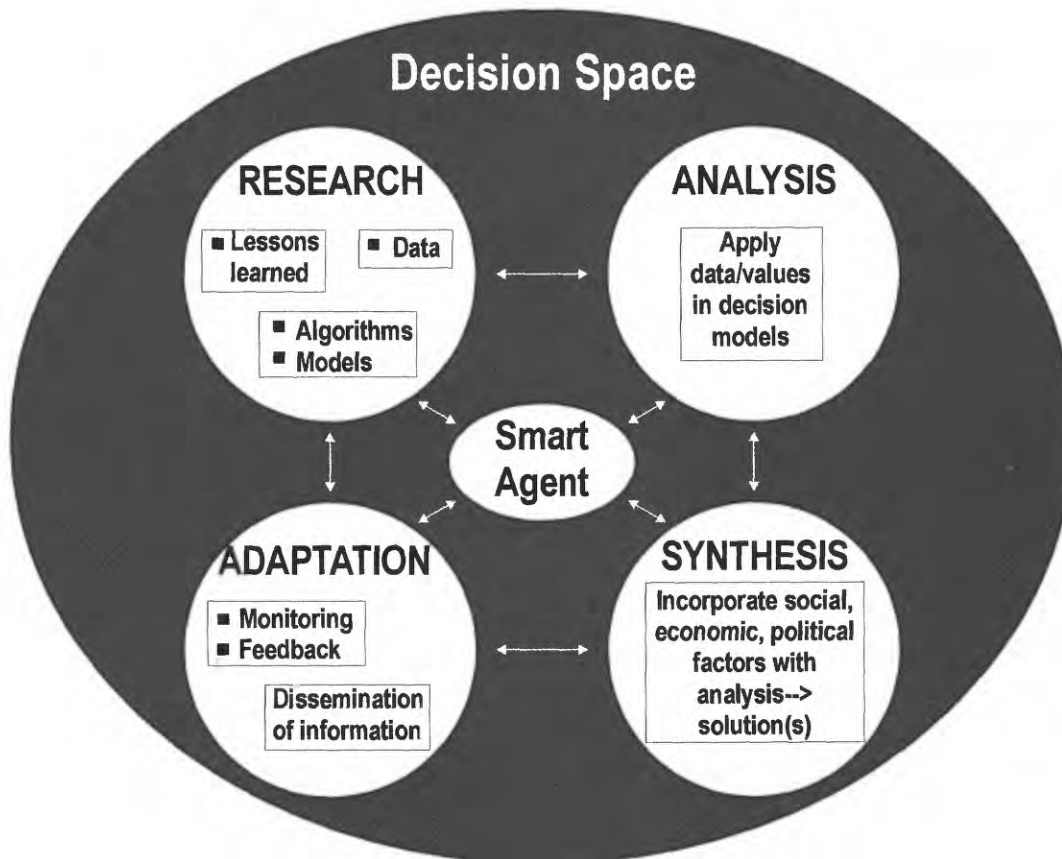 Decision Space
RESEARCH
■ Lessons
learned
■ Data
■ Algorithms
■ Models
ANALYSIS
Apply
data/values
in decision
models
Smart
Agent
ADAPTATION
■ Monitoring
■ Feedback
Dissemination
of information
SYNTHESIS
Incorporate social,
economic, political
factors with
analysis-->
solution(s)